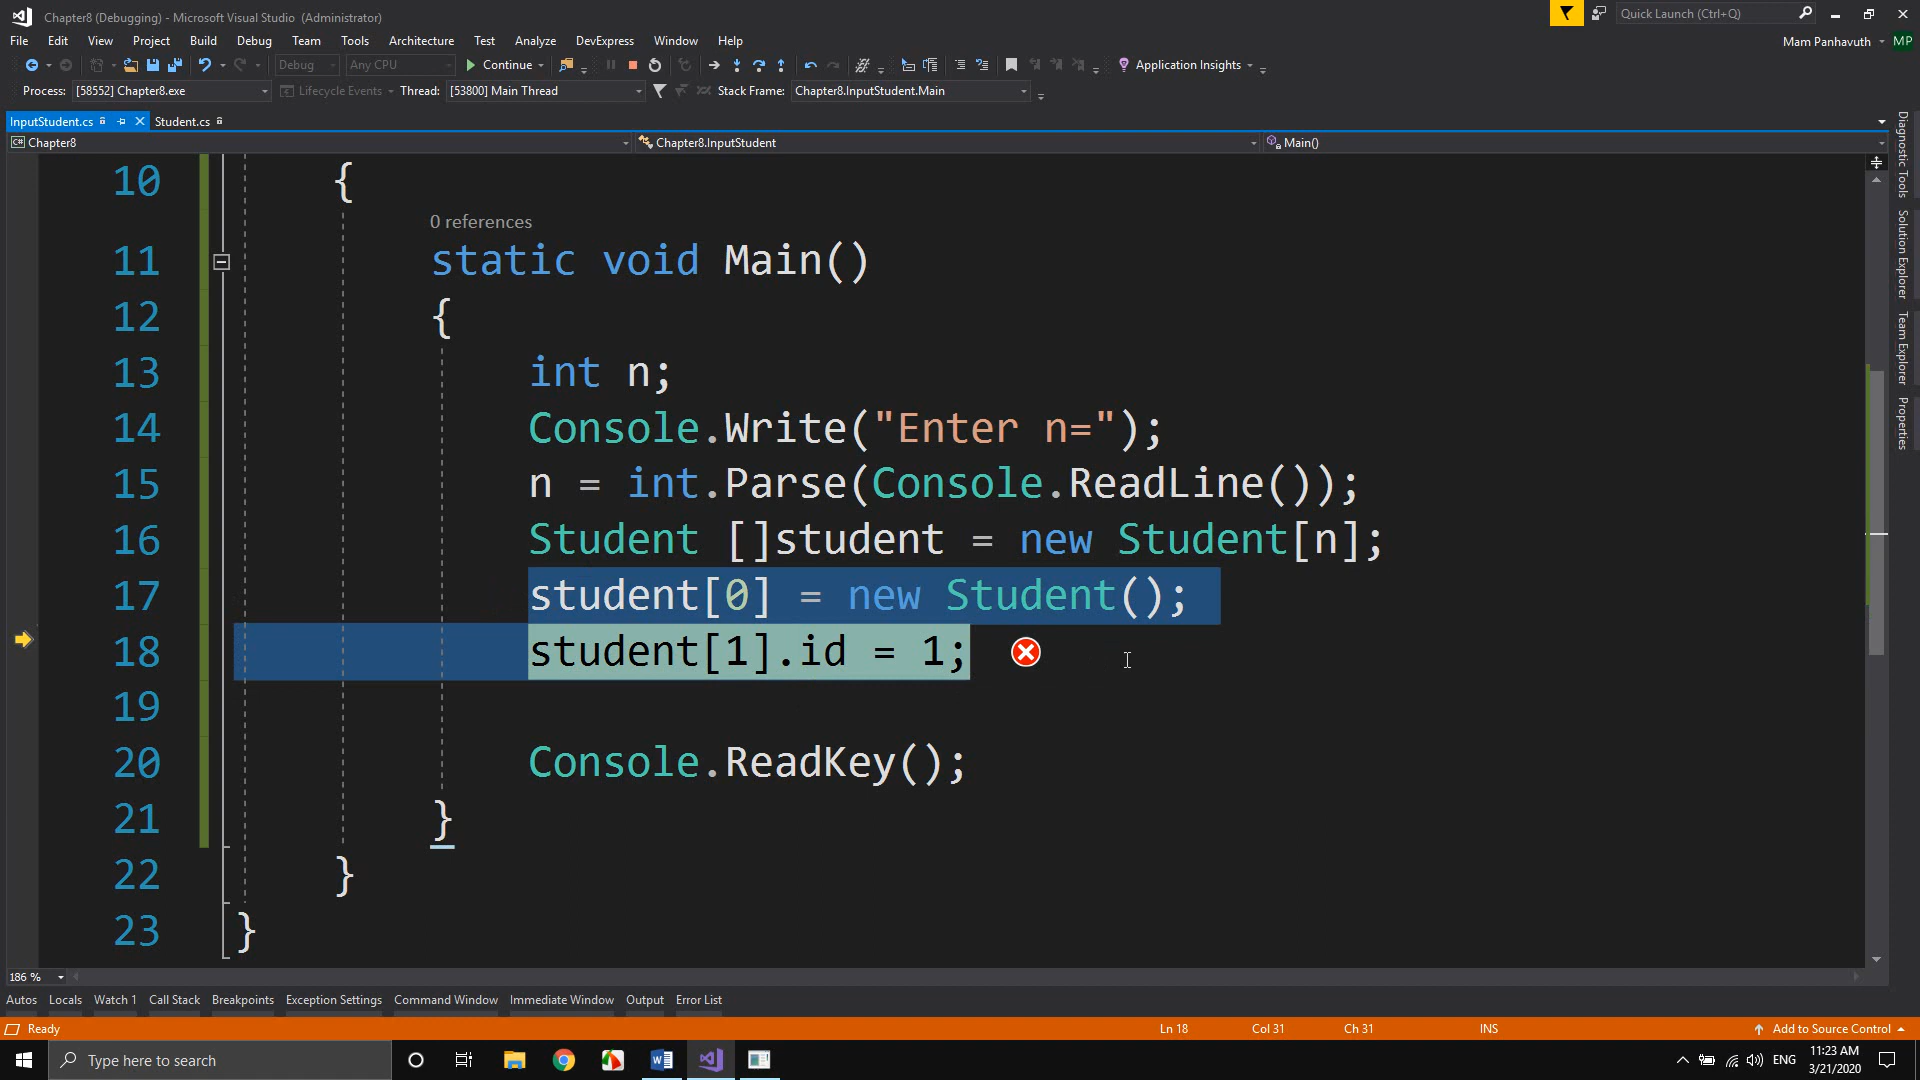 Chapter8 (Debugging) - Microsoft Visual Studio (Administrator)
Quick Launch (Ctrl+Q)
File Edit View Project Build Debug Team Tools Architecture Test Analyze DevExpress Window Help
Mam Panhavuth MP
Debug Any CPU Continue Application Insights
Process: [58552] Chapter8.exe Lifecycle Events Thread: [53800] Main Thread Stack Frame: Chapter8.InputStudent.Main
InputStudent.cs Student.cs
C# Chapter8 Chapter8.InputStudent Main()
10 {
0 references
11 static void Main()
12 {
13 int n;
14 Console.Write("Enter n=");
15 n = int.Parse(Console.ReadLine());
16 Student []student = new Student[n];
17 student[0] = new Student();
18 student[1].id = 1;
19
20 Console.ReadKey();
21 }
22 }
23 }
Diagnostic Tools
Solution Explorer
Team Explorer
Properties
186 %
Autos Locals Watch 1 Call Stack Breakpoints Exception Settings Command Window Immediate Window Output Error List
Ready Ln 18 Col 31 Ch 31 INS Add to Source Control
Type here to search
ENG
11:23 AM
3/21/2020